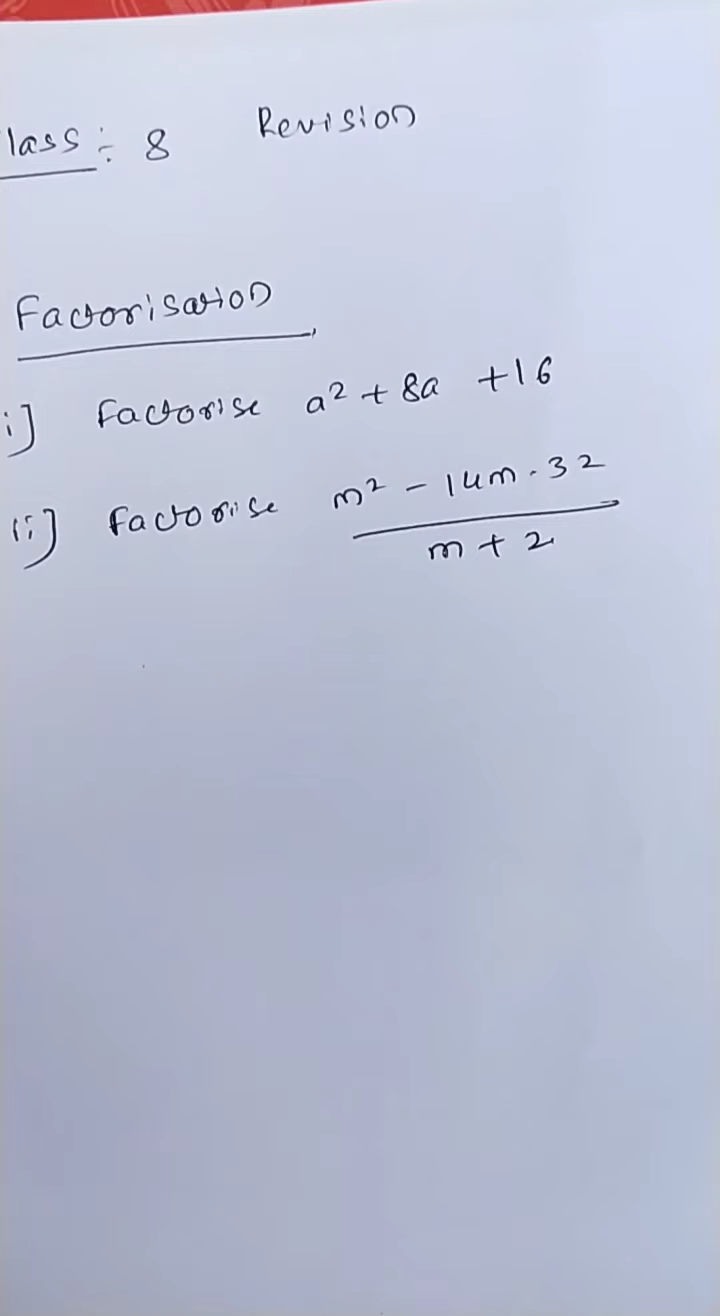 lass : 8 Revision
Factorisation
i] Factorise a² + 8a + 16
ii] Factorise m² - 14m - 32
m + 2